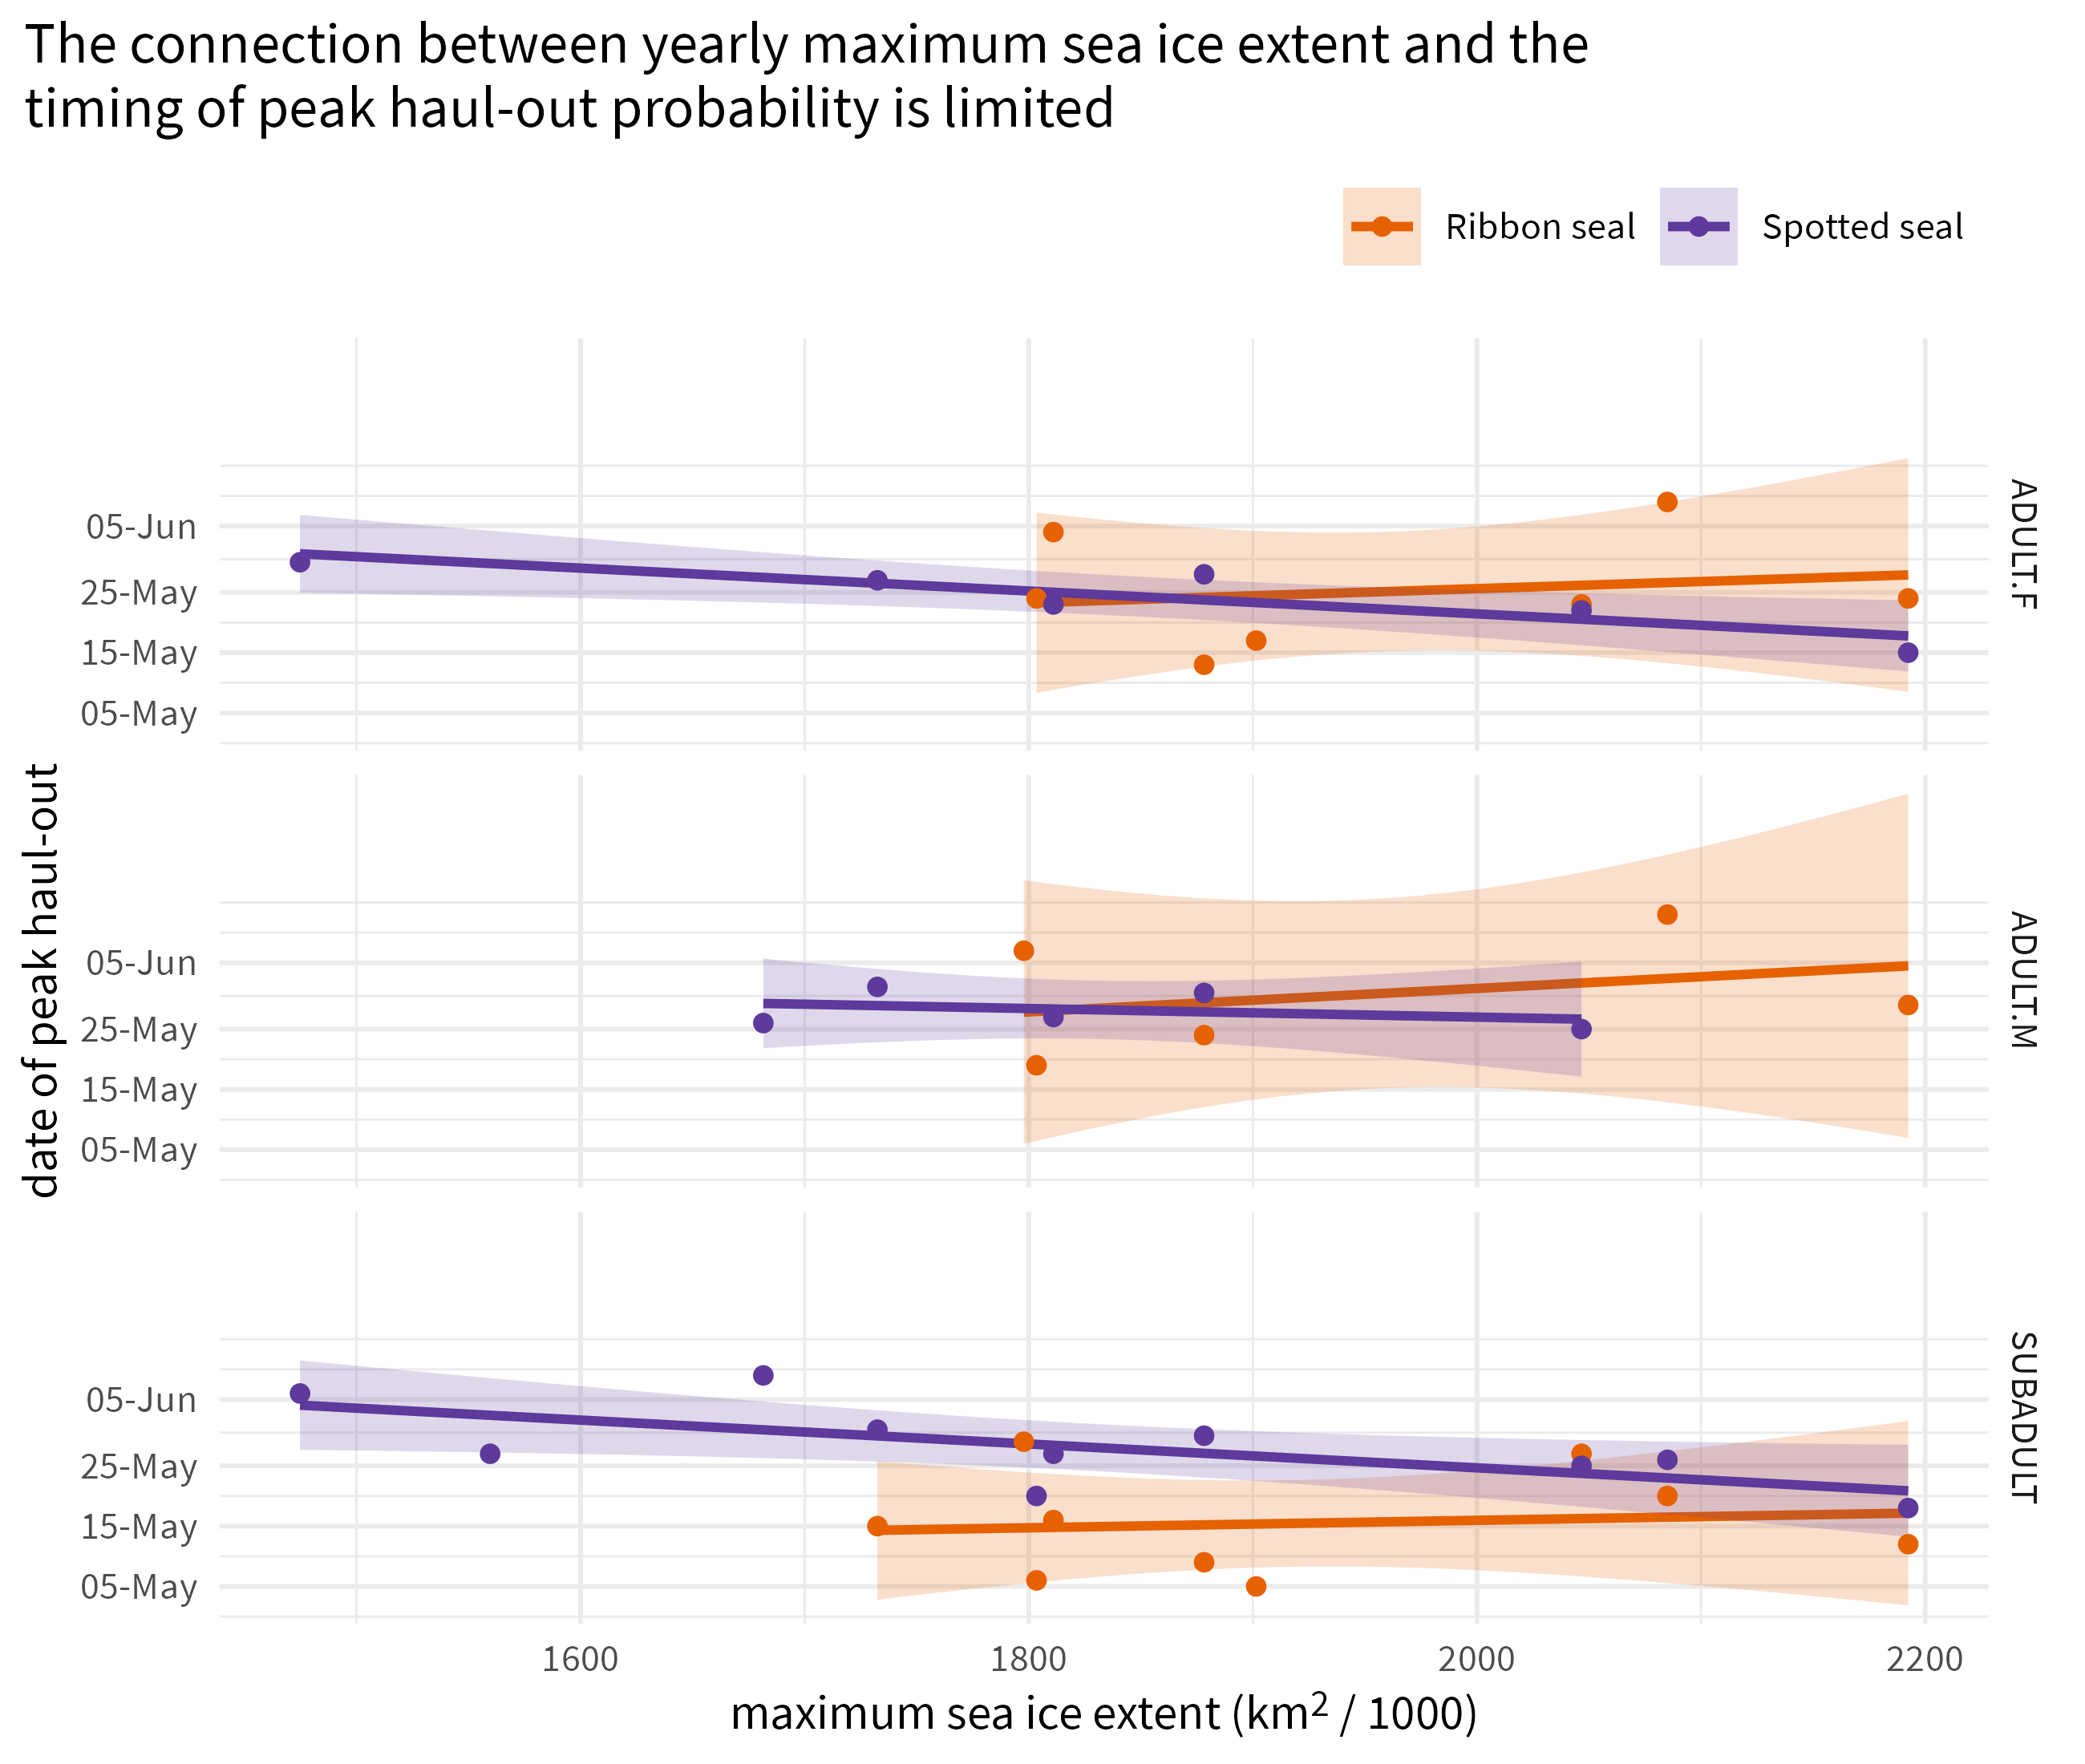 The connection between yearly maximum sea ice extent and the
timing of peak haul-out probability is limited
Ribbon seal
Spotted seal
date of peak haul-out
05-Jun
25-May
15-May
05-May
ADULT.F
05-Jun
25-May
15-May
05-May
ADULT.M
05-Jun
25-May
15-May
05-May
SUBADULT
1600 1800 2000 2200
maximum sea ice extent (km² / 1000)